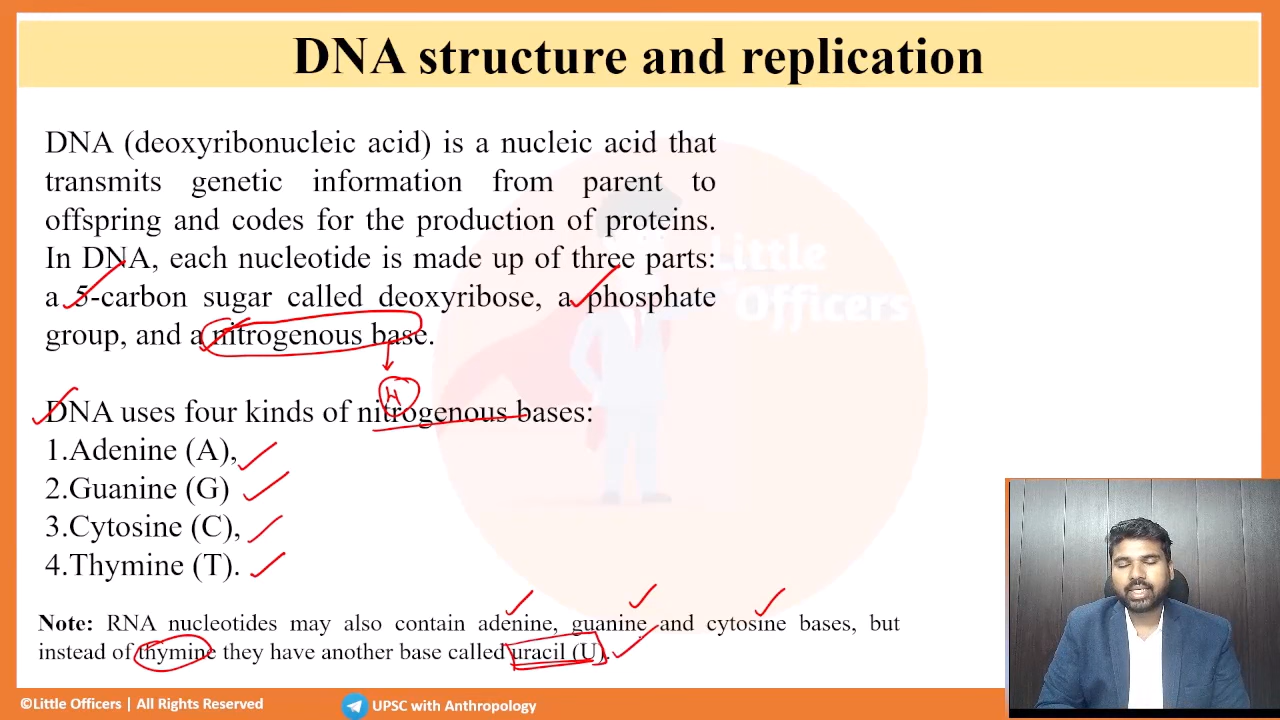 DNA structure and replication
DNA (deoxyribonucleic acid) is a nucleic acid that
transmits genetic information from parent to
offspring and codes for the production of proteins.
In DNA, each nucleotide is made up of three parts:
a 5-carbon sugar called deoxyribose, a phosphate
group, and a nitrogenous base.
4
DNA uses four kinds of nitrogenous bases:
1.Adenine (A),
2.Guanine (G)
3.Cytosine (C),
4.Thymine (T).
Note: RNA nucleotides may also contain adenine, guanine and cytosine bases, but
instead of thymine they have another base called uracil (U).
Little
Officers
©Little Officers | All Rights Reserved
UPSC with Anthropology